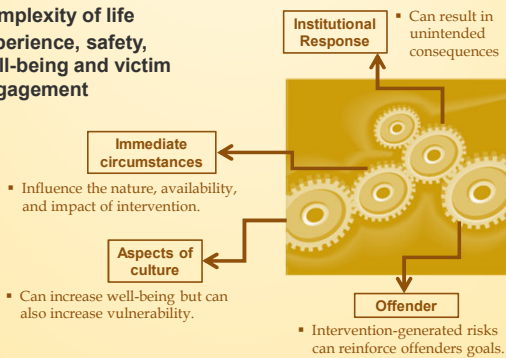 mplexity of life
perience, safety,
ll-being and victim
gagement
Institutional
Response
▪ Can result in
unintended
consequences
Immediate
circumstances
▪ Influence the nature, availability,
and impact of intervention.
Aspects of
culture
▪ Can increase well-being but can
also increase vulnerability.
Offender
▪ Intervention-generated risks
can reinforce offenders goals.